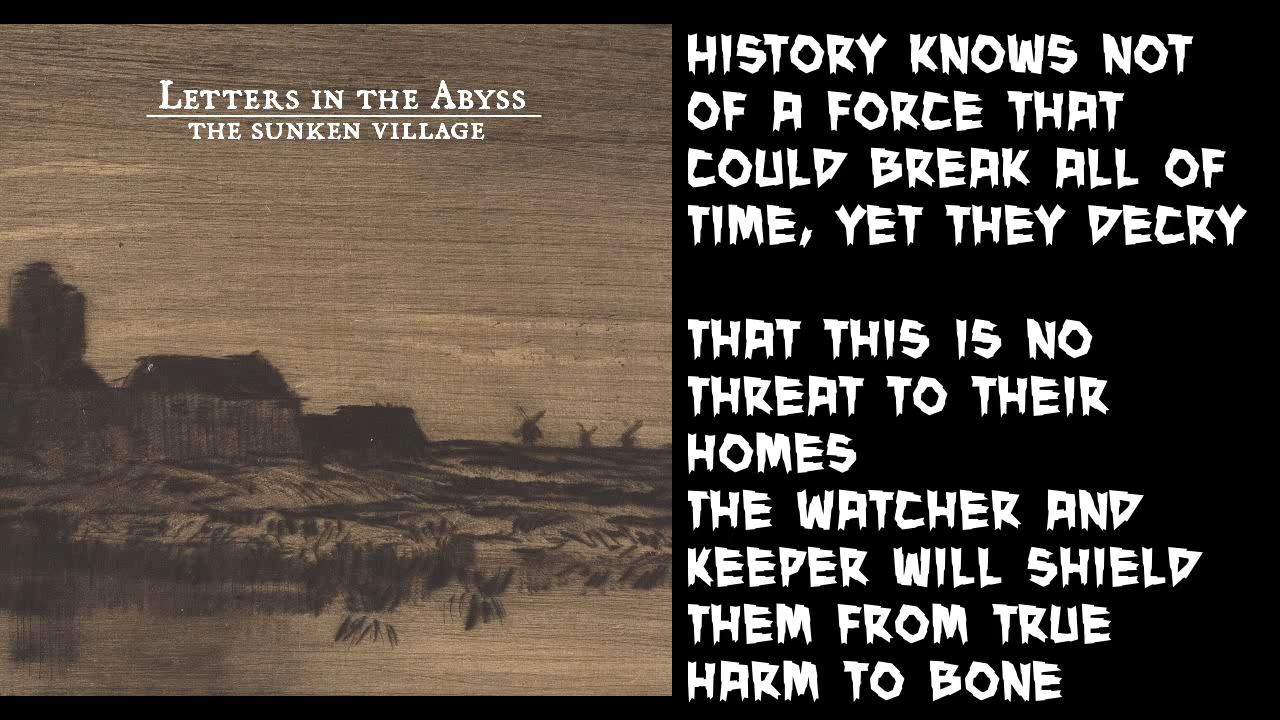 Letters in the Abyss
the sunken village
HISTORY KNOWS NOT
OF A FORCE THAT
COULD BREAK ALL OF
TIME, YET THEY DECRY
THAT THIS IS NO
THREAT TO THEIR
HOMES
THE WATCHER AND
KEEPER WILL SHIELD
THEM FROM TRUE
HARM TO BONE